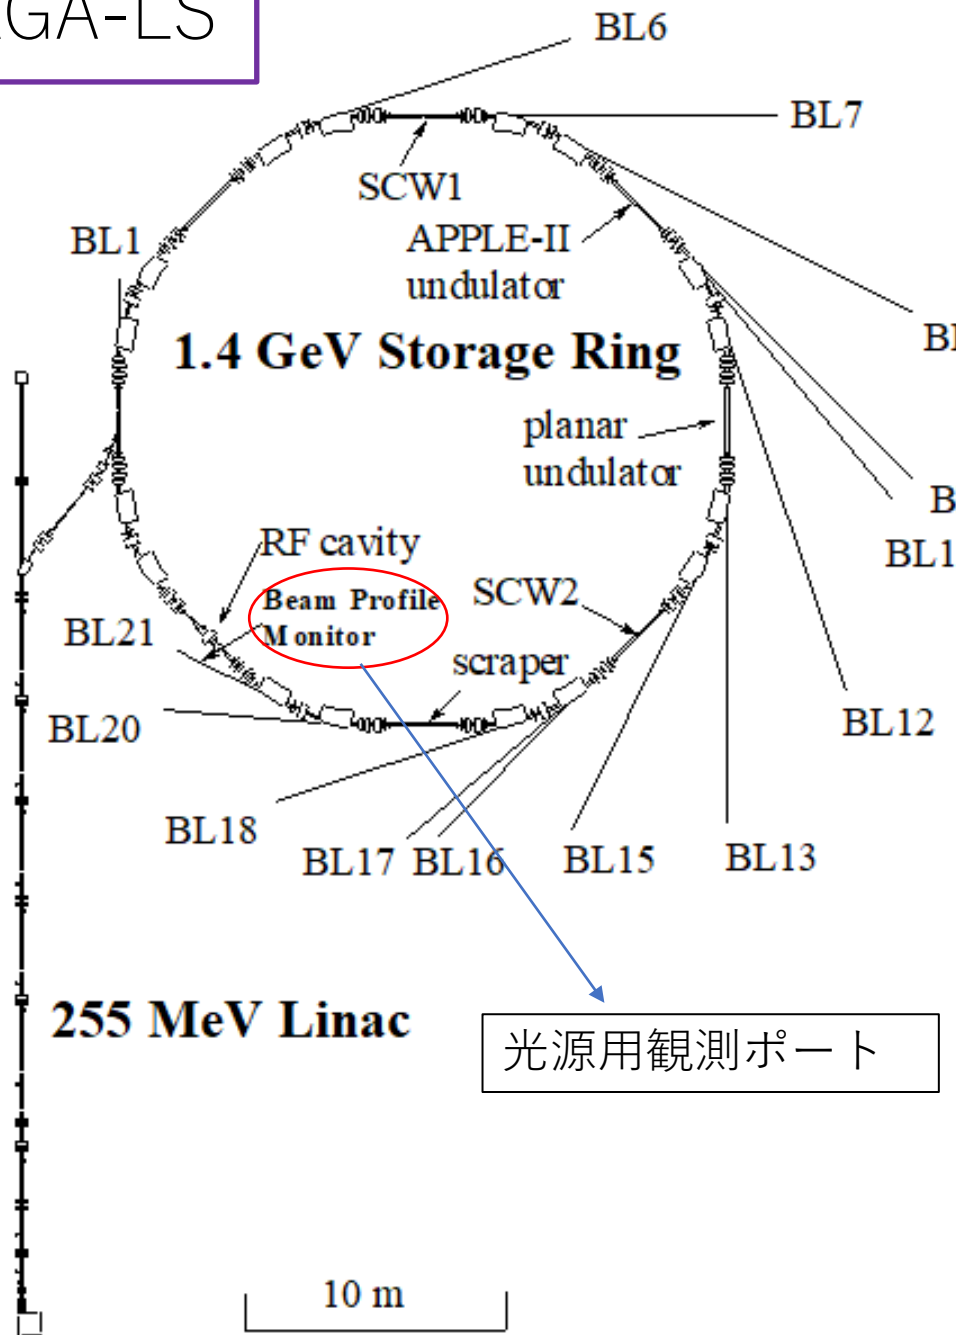 GA-LS
BL6
BL7
SCW1
BL1
APPLE-II
undulator
1.4 GeV Storage Ring
planar
undulator
RF cavity
Beam Profile
Monitor
SCW2
BL1
BL21
scraper
BL20
BL12
BL18
BL17
BL16
BL15
BL13
255 MeV Linac
光源用観測ポート
10 m